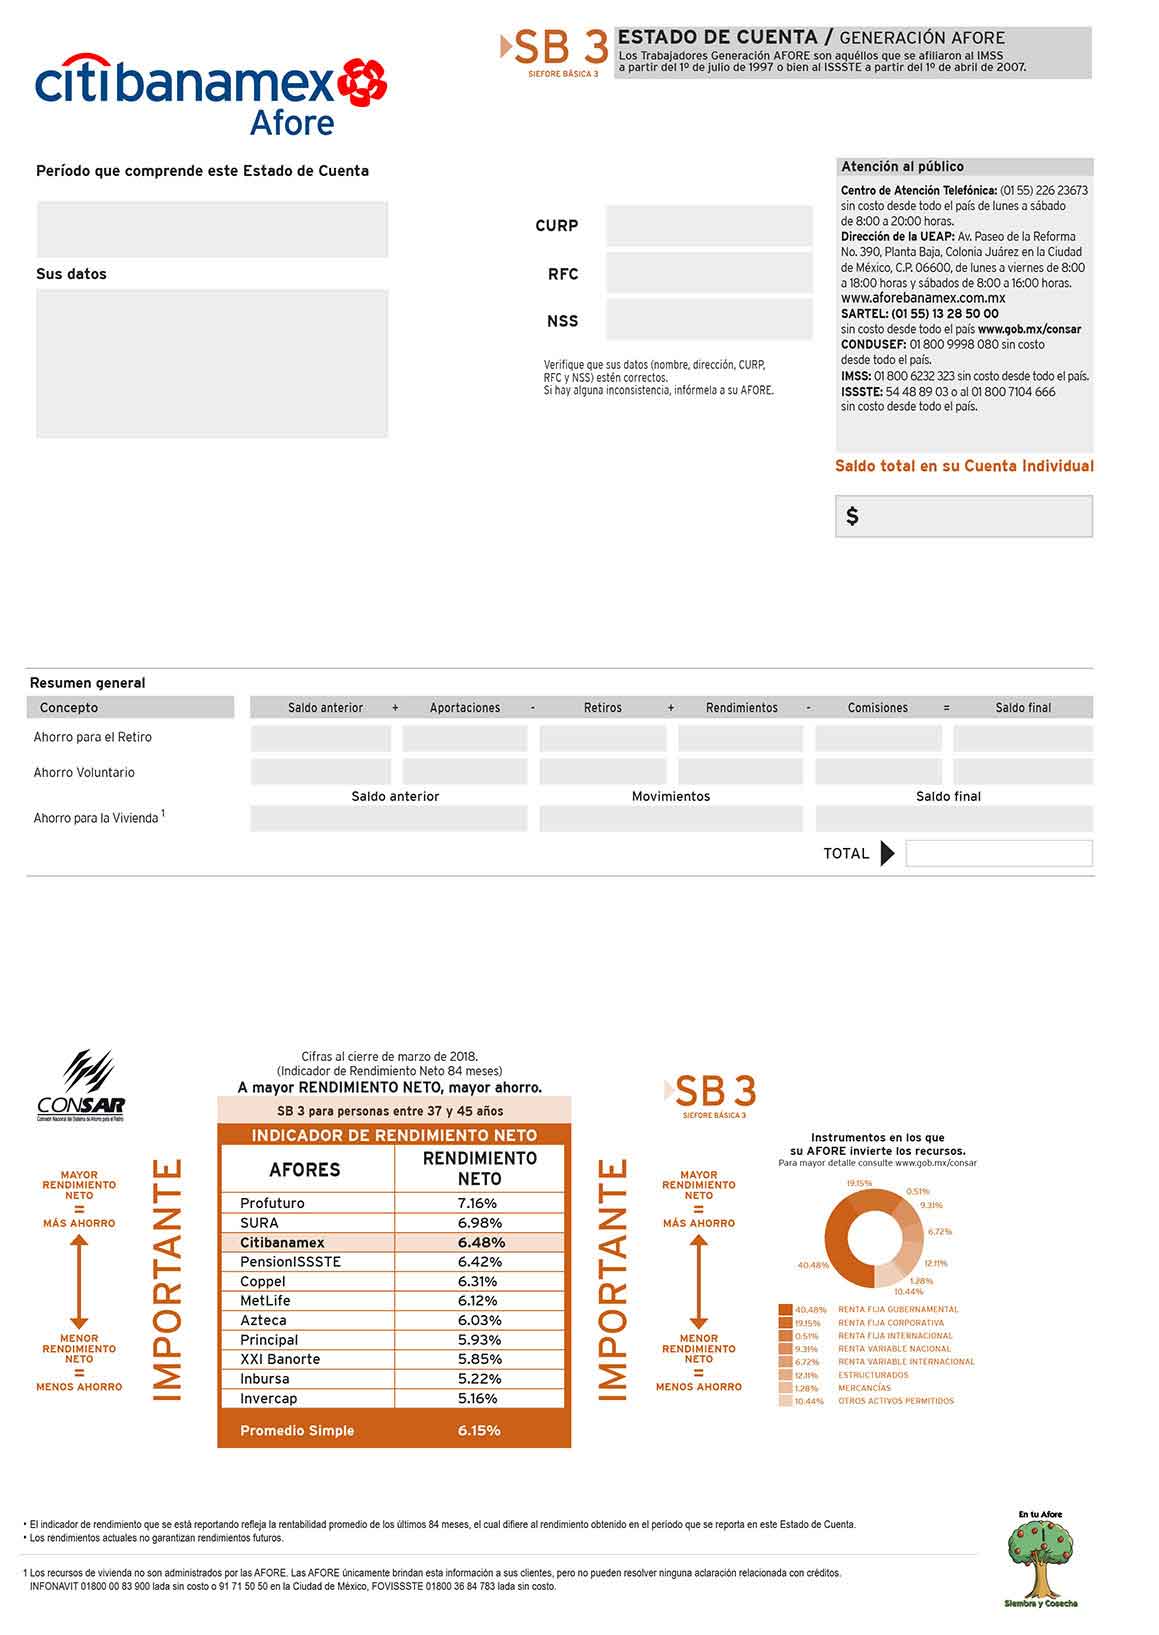 citibanamex
Afore
SB 3
SIEFORE BÁSICA 3
ESTADO DE CUENTA / GENERACIÓN AFORE
Los Trabajadores Generación AFORE son aquéllos que se afiliaron al IMSS
a partir del 1º de julio de 1997 o bien al ISSSTE a partir del 1º de abril de 2007.
Período que comprende este Estado de Cuenta
Sus datos
CURP
RFC
NSS
Verifique que sus datos (nombre, dirección, CURP,
RFC y NSS) estén correctos.
Si hay alguna inconsistencia, infórmela a su AFORE.
Atención al público
Centro de Atención Telefónica: (01 55) 226 23673
sin costo desde todo el país de lunes a sábado
de 8:00 a 20:00 horas.
Dirección de la UEAP: Av. Paseo de la Reforma
No. 390, Planta Baja, Colonia Juárez en la Ciudad
de México, C.P. 06600, de lunes a viernes de 8:00
a 18:00 horas y sábados de 8:00 a 16:00 horas.
www.aforebanamex.com.mx
SARTEL: (01 55) 13 28 50 00
sin costo desde todo el país www.gob.mx/consar
CONDUSEF: 01 800 9998 080 sin costo
desde todo el país.
IMSS: 01 800 6232 323 sin costo desde todo el país.
ISSSTE: 54 48 89 03 o al 01 800 7104 666
sin costo desde todo el país.
Saldo total en su Cuenta Individual
$
Resumen general
Concepto Saldo anterior + Aportaciones - Retiros + Rendimientos - Comisiones = Saldo final
Ahorro para el Retiro
Ahorro Voluntario
Saldo anterior Movimientos Saldo final
Ahorro para la Vivienda 1
TOTAL
CONSAR
Comisión Nacional del Sistema de Ahorro para el Retiro
MAYOR
RENDIMIENTO
NETO
=
MÁS AHORRO
MENOR
RENDIMIENTO
NETO
=
MENOS AHORRO
IMPORTANTE
Cifras al cierre de marzo de 2018.
(Indicador de Rendimiento Neto 84 meses)
A mayor RENDIMIENTO NETO, mayor ahorro.
SB 3 para personas entre 37 y 45 años
INDICADOR DE RENDIMIENTO NETO
AFORES RENDIMIENTO
NETO
Profuturo 7.16%
SURA 6.98%
Citibanamex 6.48%
PensionISSSTE 6.42%
Coppel 6.31%
MetLife 6.12%
Azteca 6.03%
Principal 5.93%
XXI Banorte 5.85%
Inbursa 5.22%
Invercap 5.16%
Promedio Simple 6.15%
IMPORTANTE
SB 3
SIEFORE BÁSICA 3
MAYOR
RENDIMIENTO
NETO
=
MÁS AHORRO
MENOR
RENDIMIENTO
NETO
=
MENOS AHORRO
Instrumentos en los que
su AFORE invierte los recursos.
Para mayor detalle consulte www.gob.mx/consar
19.15%
0.51%
9.31%
6.72%
12.11%
1.28%
10.44%
40.48%
40.48% RENTA FIJA GUBERNAMENTAL
19.15% RENTA FIJA CORPORATIVA
0.51% RENTA FIJA INTERNACIONAL
9.31% RENTA VARIABLE NACIONAL
6.72% RENTA VARIABLE INTERNACIONAL
12.11% ESTRUCTURADOS
1.28% MERCANCÍAS
10.44% OTROS ACTIVOS PERMITIDOS
• El indicador de rendimiento que se está reportando refleja la rentabilidad promedio de los últimos 84 meses, el cual difiere al rendimiento obtenido en el periodo que se reporta en este Estado de Cuenta.
• Los rendimientos actuales no garantizan rendimientos futuros.
1 Los recursos de vivienda no son administrados por las AFORE. Las AFORE únicamente brindan esta información a sus clientes, pero no pueden resolver ninguna aclaración relacionada con créditos.
INFONAVIT 01800 00 83 900 lada sin costo o 91 71 50 50 en la Ciudad de México, FOVISSSTE 01800 36 84 783 lada sin costo.
En tu Afore
Siembra y Cosecha